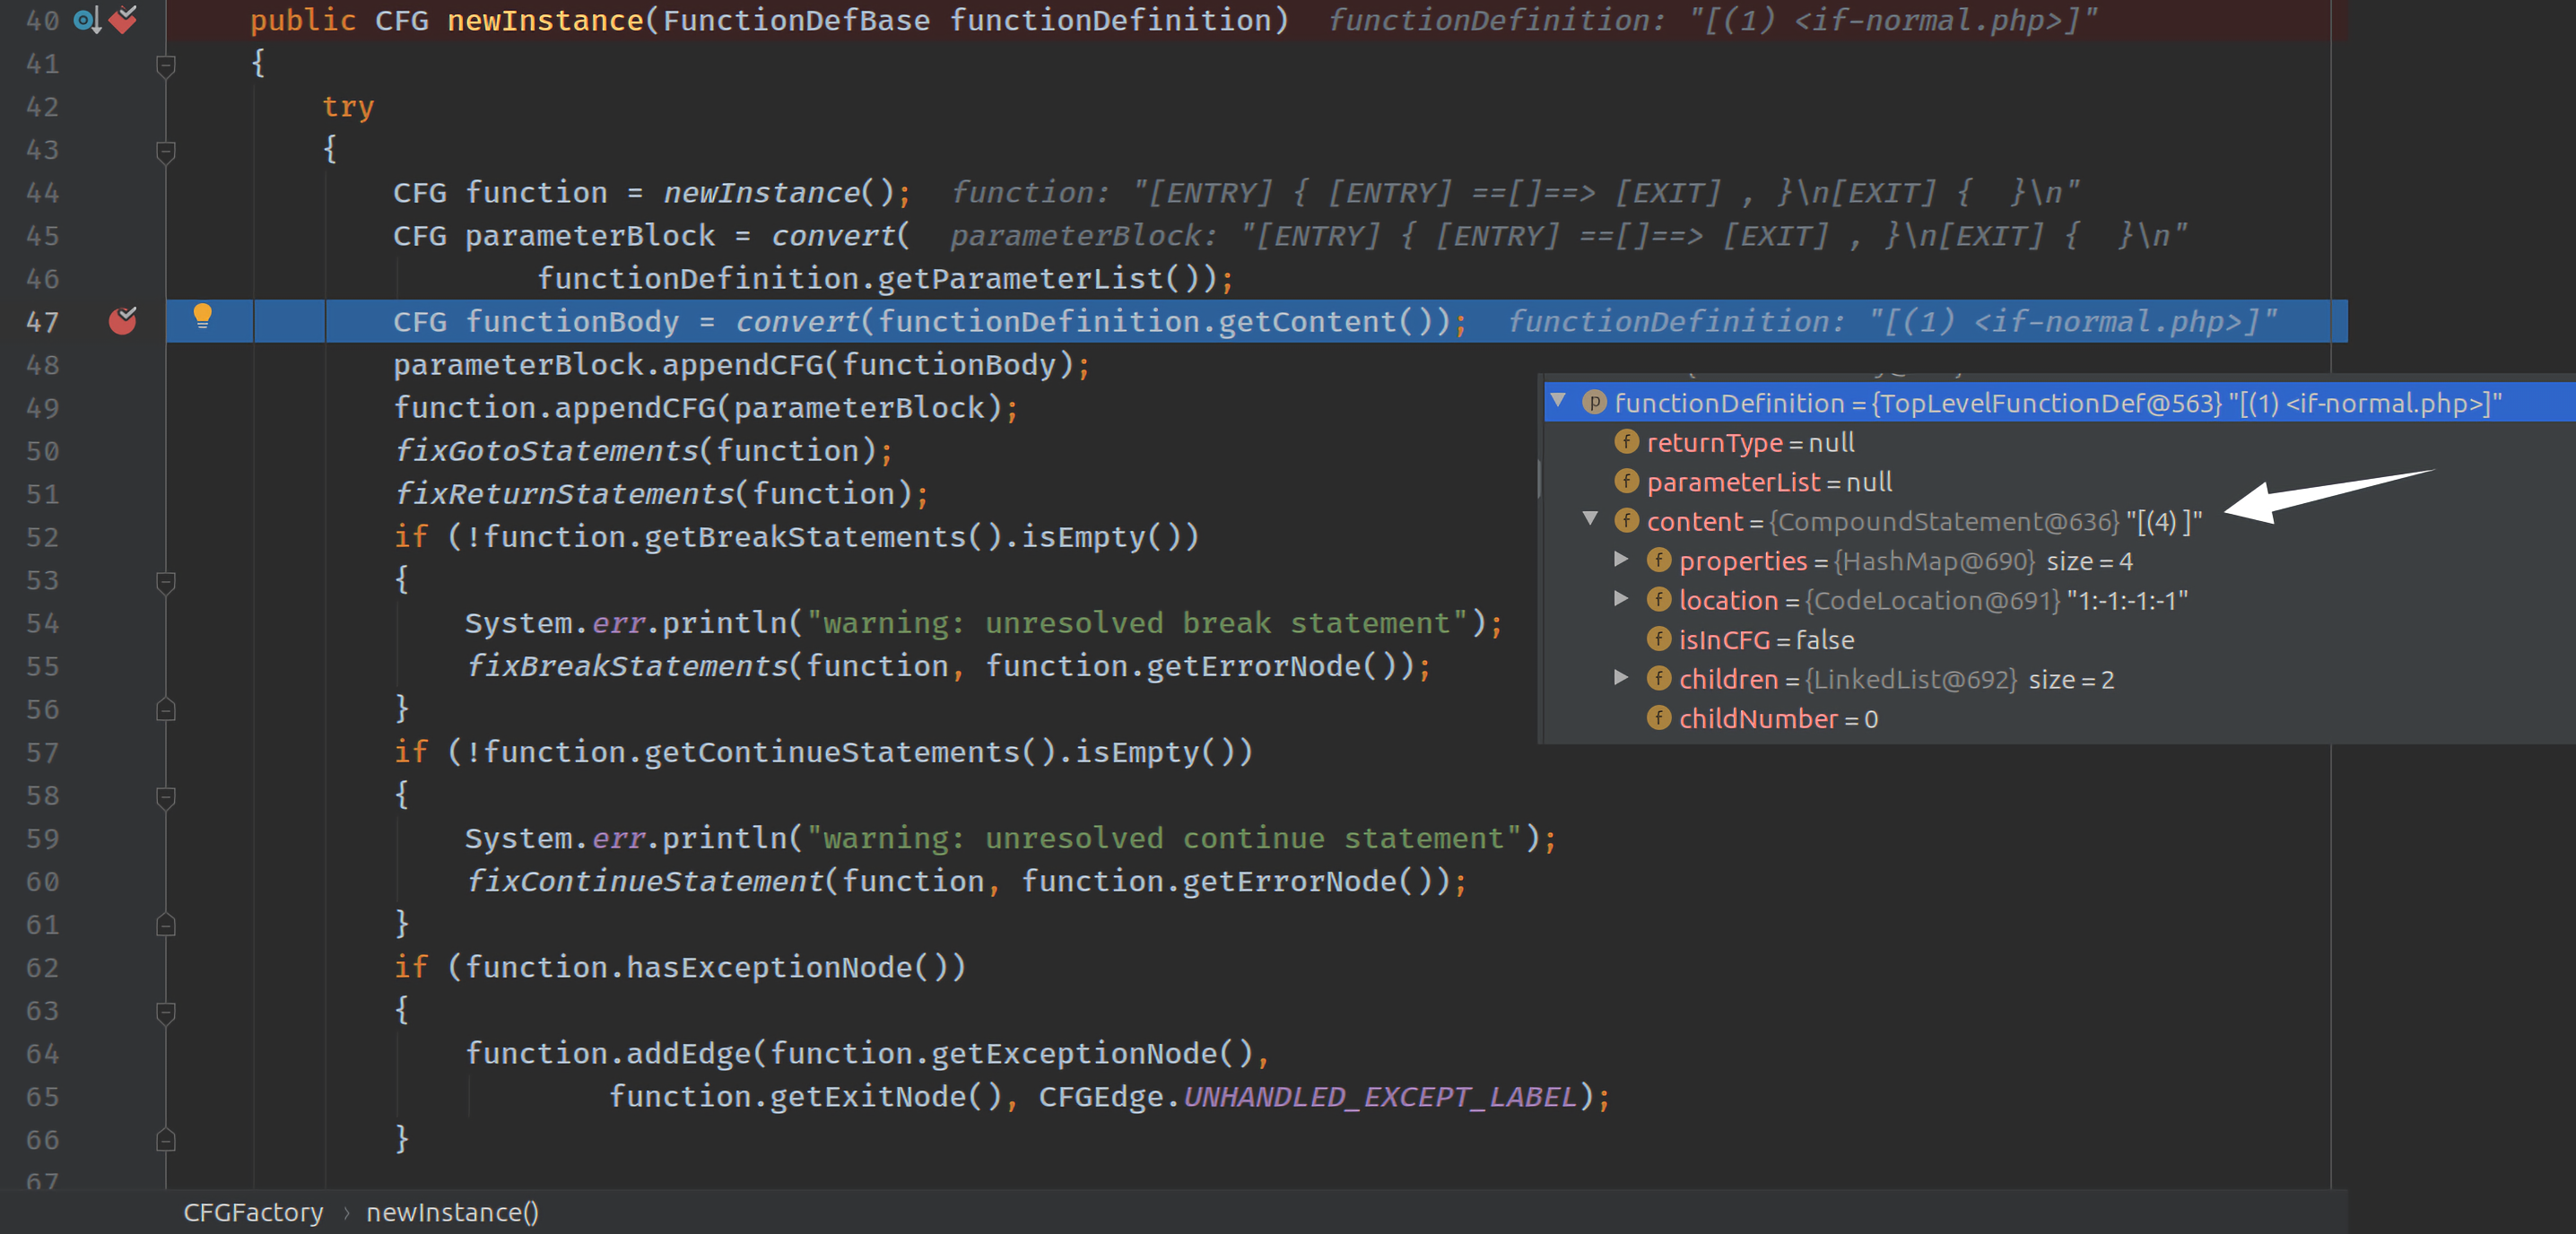 40 public CFG newInstance(FunctionDefBase functionDefinition) functionDefinition: "[(1) <if-normal.php>]"
41 {
42 try
43 {
44 CFG function = newInstance(); function: "[ENTRY] { [ENTRY] ==[]==> [EXIT] , }\n[EXIT] {  }\n"
45 CFG parameterBlock = convert( parameterBlock: "[ENTRY] { [ENTRY] ==[]==> [EXIT] , }\n[EXIT] {  }\n"
46 functionDefinition.getParameterList());
47 CFG functionBody = convert(functionDefinition.getContent()); functionDefinition: "[(1) <if-normal.php>]"
48 parameterBlock.appendCFG(functionBody);
49 function.appendCFG(parameterBlock);
50 fixGotoStatements(function);
51 fixReturnStatements(function);
52 if (!function.getBreakStatements().isEmpty())
53 {
54 System.err.println("warning: unresolved break statement");
55 fixBreakStatements(function, function.getErrorNode());
56 }
57 if (!function.getContinueStatements().isEmpty())
58 {
59 System.err.println("warning: unresolved continue statement");
60 fixContinueStatement(function, function.getErrorNode());
61 }
62 if (function.hasExceptionNode())
63 {
64 function.addEdge(function.getExceptionNode(),
65 function.getExitNode(), CFGEdge.UNHANDLED_EXCEPT_LABEL);
66 }
67
p functionDefinition = {TopLevelFunctionDef@563} "[(1) <if-normal.php>]"
f returnType = null
f parameterList = null
f content = {CompoundStatement@636} "[(4) ]"
f properties = {HashMap@690} size = 4
f location = {CodeLocation@691} "1:-1:-1:-1"
f isInCFG = false
f children = {LinkedList@692} size = 2
f childNumber = 0
CFGFactory › newInstance()